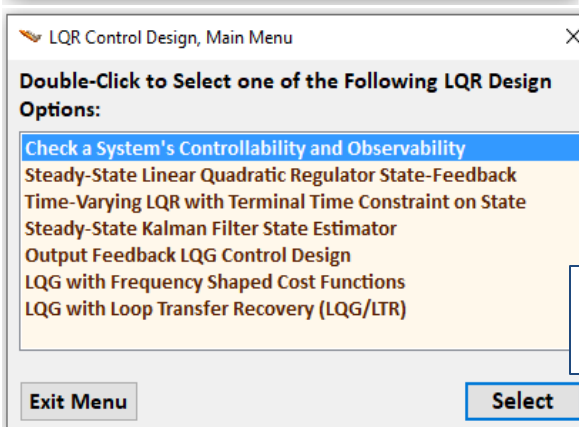 LQR Control Design, Main Menu
Double-Click to Select one of the Following LQR Design
Options:
Check a System's Controllability and Observability
Steady-State Linear Quadratic Regulator State-Feedback
Time-Varying LQR with Terminal Time Constraint on State
Steady-State Kalman Filter State Estimator
Output Feedback LQG Control Design
LQG with Frequency Shaped Cost Functions
LQG with Loop Transfer Recovery (LQG/LTR)
Exit Menu Select